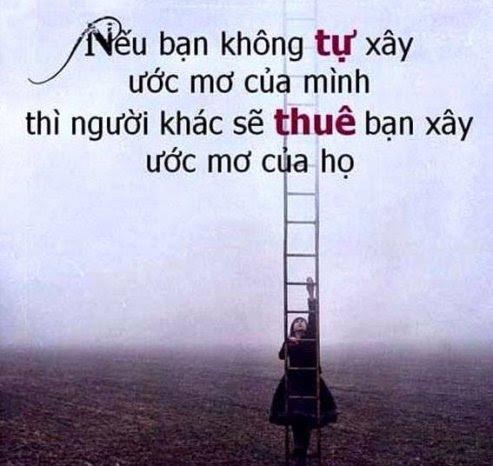 Nếu bạn không tự xây
ước mơ của mình
thì người khác sẽ thuê bạn xây
ước mơ của họ